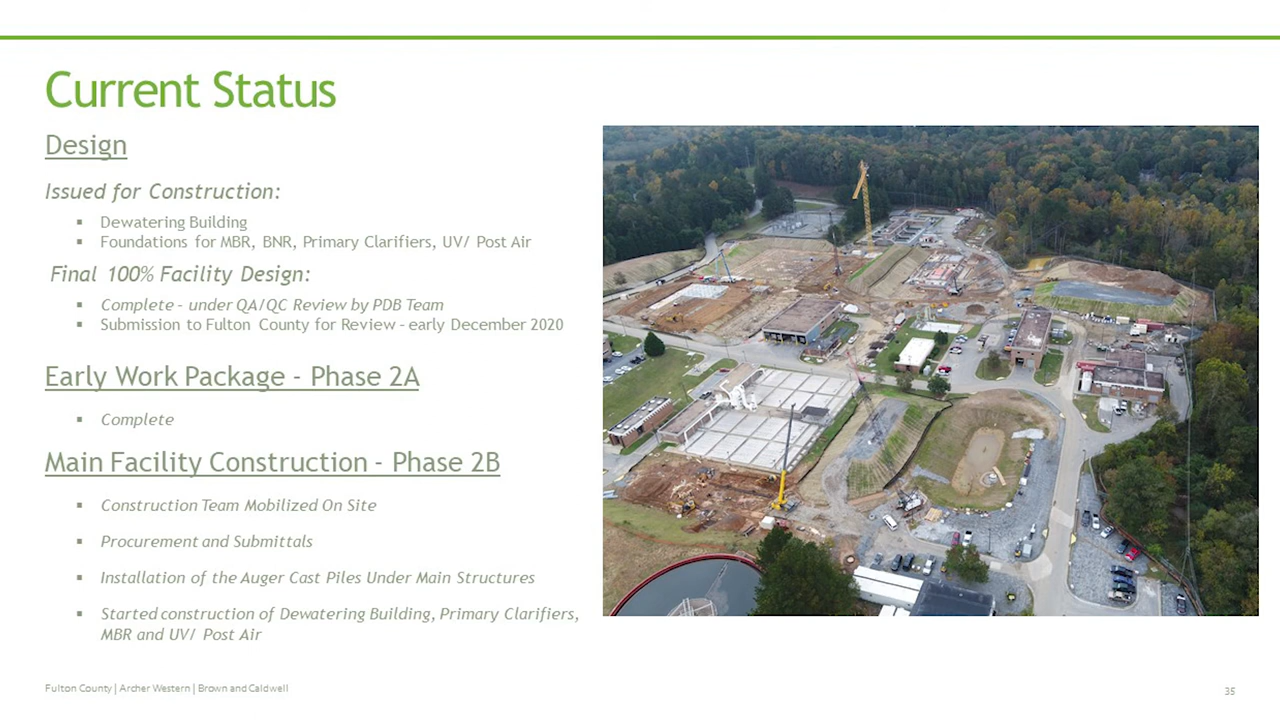 Current Status
Design
Issued for Construction:
▪ Dewatering Building
▪ Foundations for MBR, BNR, Primary Clarifiers, UV/ Post Air
Final 100% Facility Design:
▪ Complete – under QA/QC Review by PDB Team
▪ Submission to Fulton County for Review – early December 2020
Early Work Package - Phase 2A
▪ Complete
Main Facility Construction - Phase 2B
▪ Construction Team Mobilized On Site
▪ Procurement and Submittals
▪ Installation of the Auger Cast Piles Under Main Structures
▪ Started construction of Dewatering Building, Primary Clarifiers,
MBR and UV/ Post Air
Fulton County | Archer Western | Brown and Caldwell
35